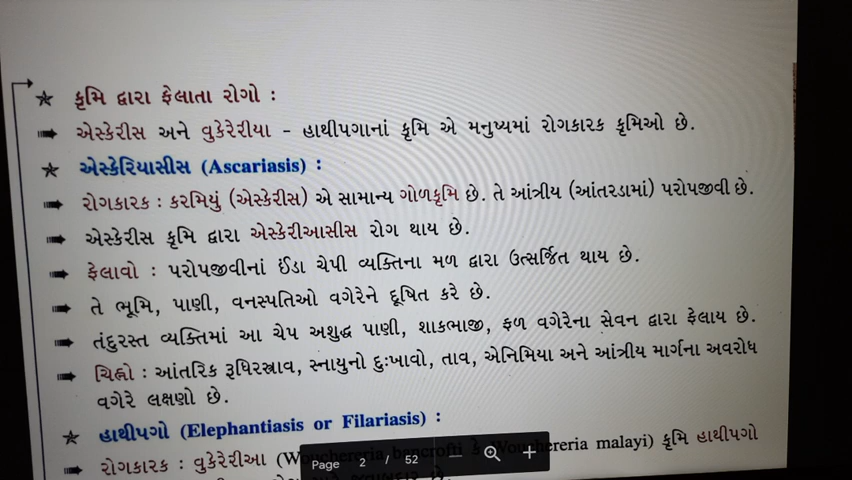 ★ કૃમિ દ્વારા ફેલાતા રોગો :
➠ એસ્કેરીસ અને વુકેરેરીયા - હાથીપગાનાં કૃમિ એ મનુષ્યમાં રોગકારક કૃમિઓ છે.
★ એસ્કેરિયાસીસ (Ascariasis) :
➠ રોગકારક : કરમિયું (એસ્કેરીસ) એ સામાન્ય ગોળકૃમિ છે. તે આંત્રીય (આંતરડામાં) પરોપજીવી છે.
➠ એસ્કેરીસ કૃમિ દ્વારા એસ્કેરીઆસીસ રોગ થાય છે.
➠ ફેલાવો : પરોપજીવીનાં ઈંડા ચેપી વ્યક્તિના મળ દ્વારા ઉત્સર્જિત થાય છે.
➠ તે ભૂમિ, પાણી, વનસ્પતિઓ વગેરેને દૂષિત કરે છે.
➠ તંદુરસ્ત વ્યક્તિમાં આ ચેપ અશુદ્ધ પાણી, શાકભાજી, ફળ વગેરેના સેવન દ્વારા ફેલાય છે.
➠ ચિહ્નો : આંતરિક રૂધિરસ્ત્રાવ, સ્નાયુનો દુઃખાવો, તાવ, એનિમિયા અને આંત્રીય માર્ગના અવરોધ
વગેરે લક્ષણો છે.
★ હાથીપગો (Elephantiasis or Filariasis) :
➠ રોગકારક : વુકેરેરીઆ (Wouchereria bancrofti કે Wouchereria malayi) કૃમિ હાથીપગો
Page 2 / 52 — +